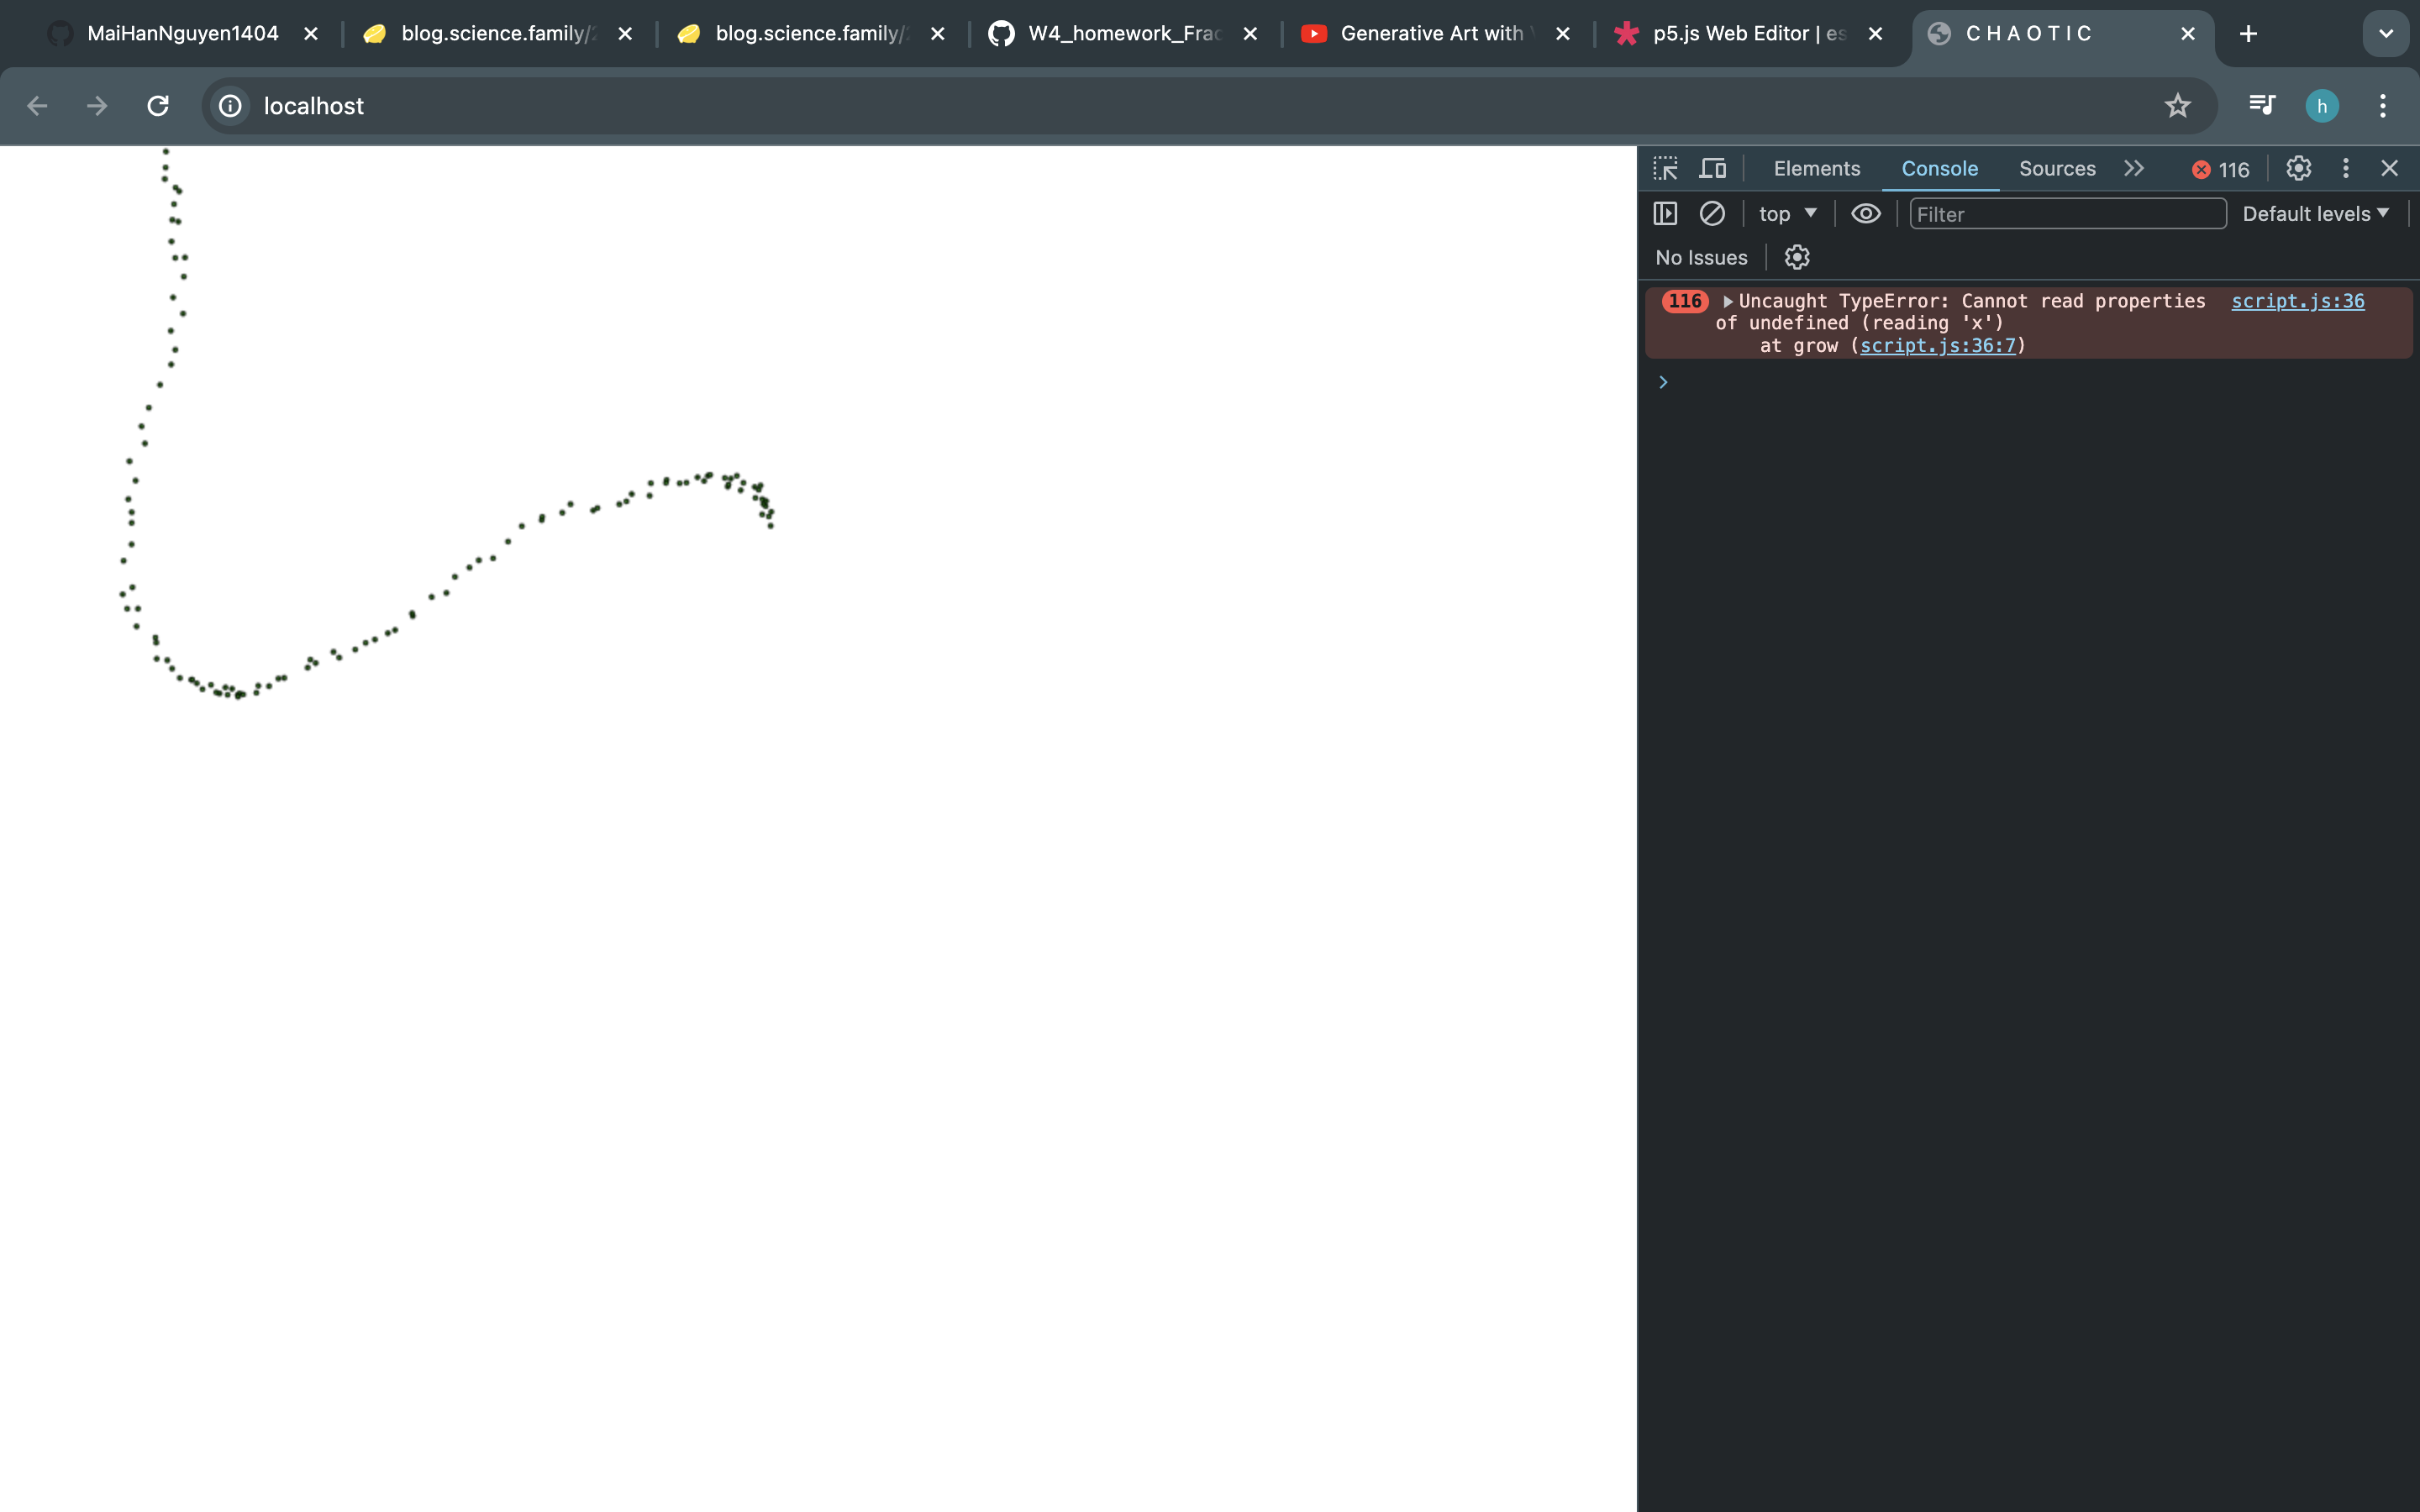 MaiHanNguyen1404
blog.science.family/
blog.science.family/
W4_homework_Frac
Generative Art with
p5.js Web Editor | es
C H A O T I C
localhost
h
Elements
Console
Sources
116
top
Filter
Default levels
No Issues
116
Uncaught TypeError: Cannot read properties script.js:36
of undefined (reading 'x')
at grow (script.js:36:7)